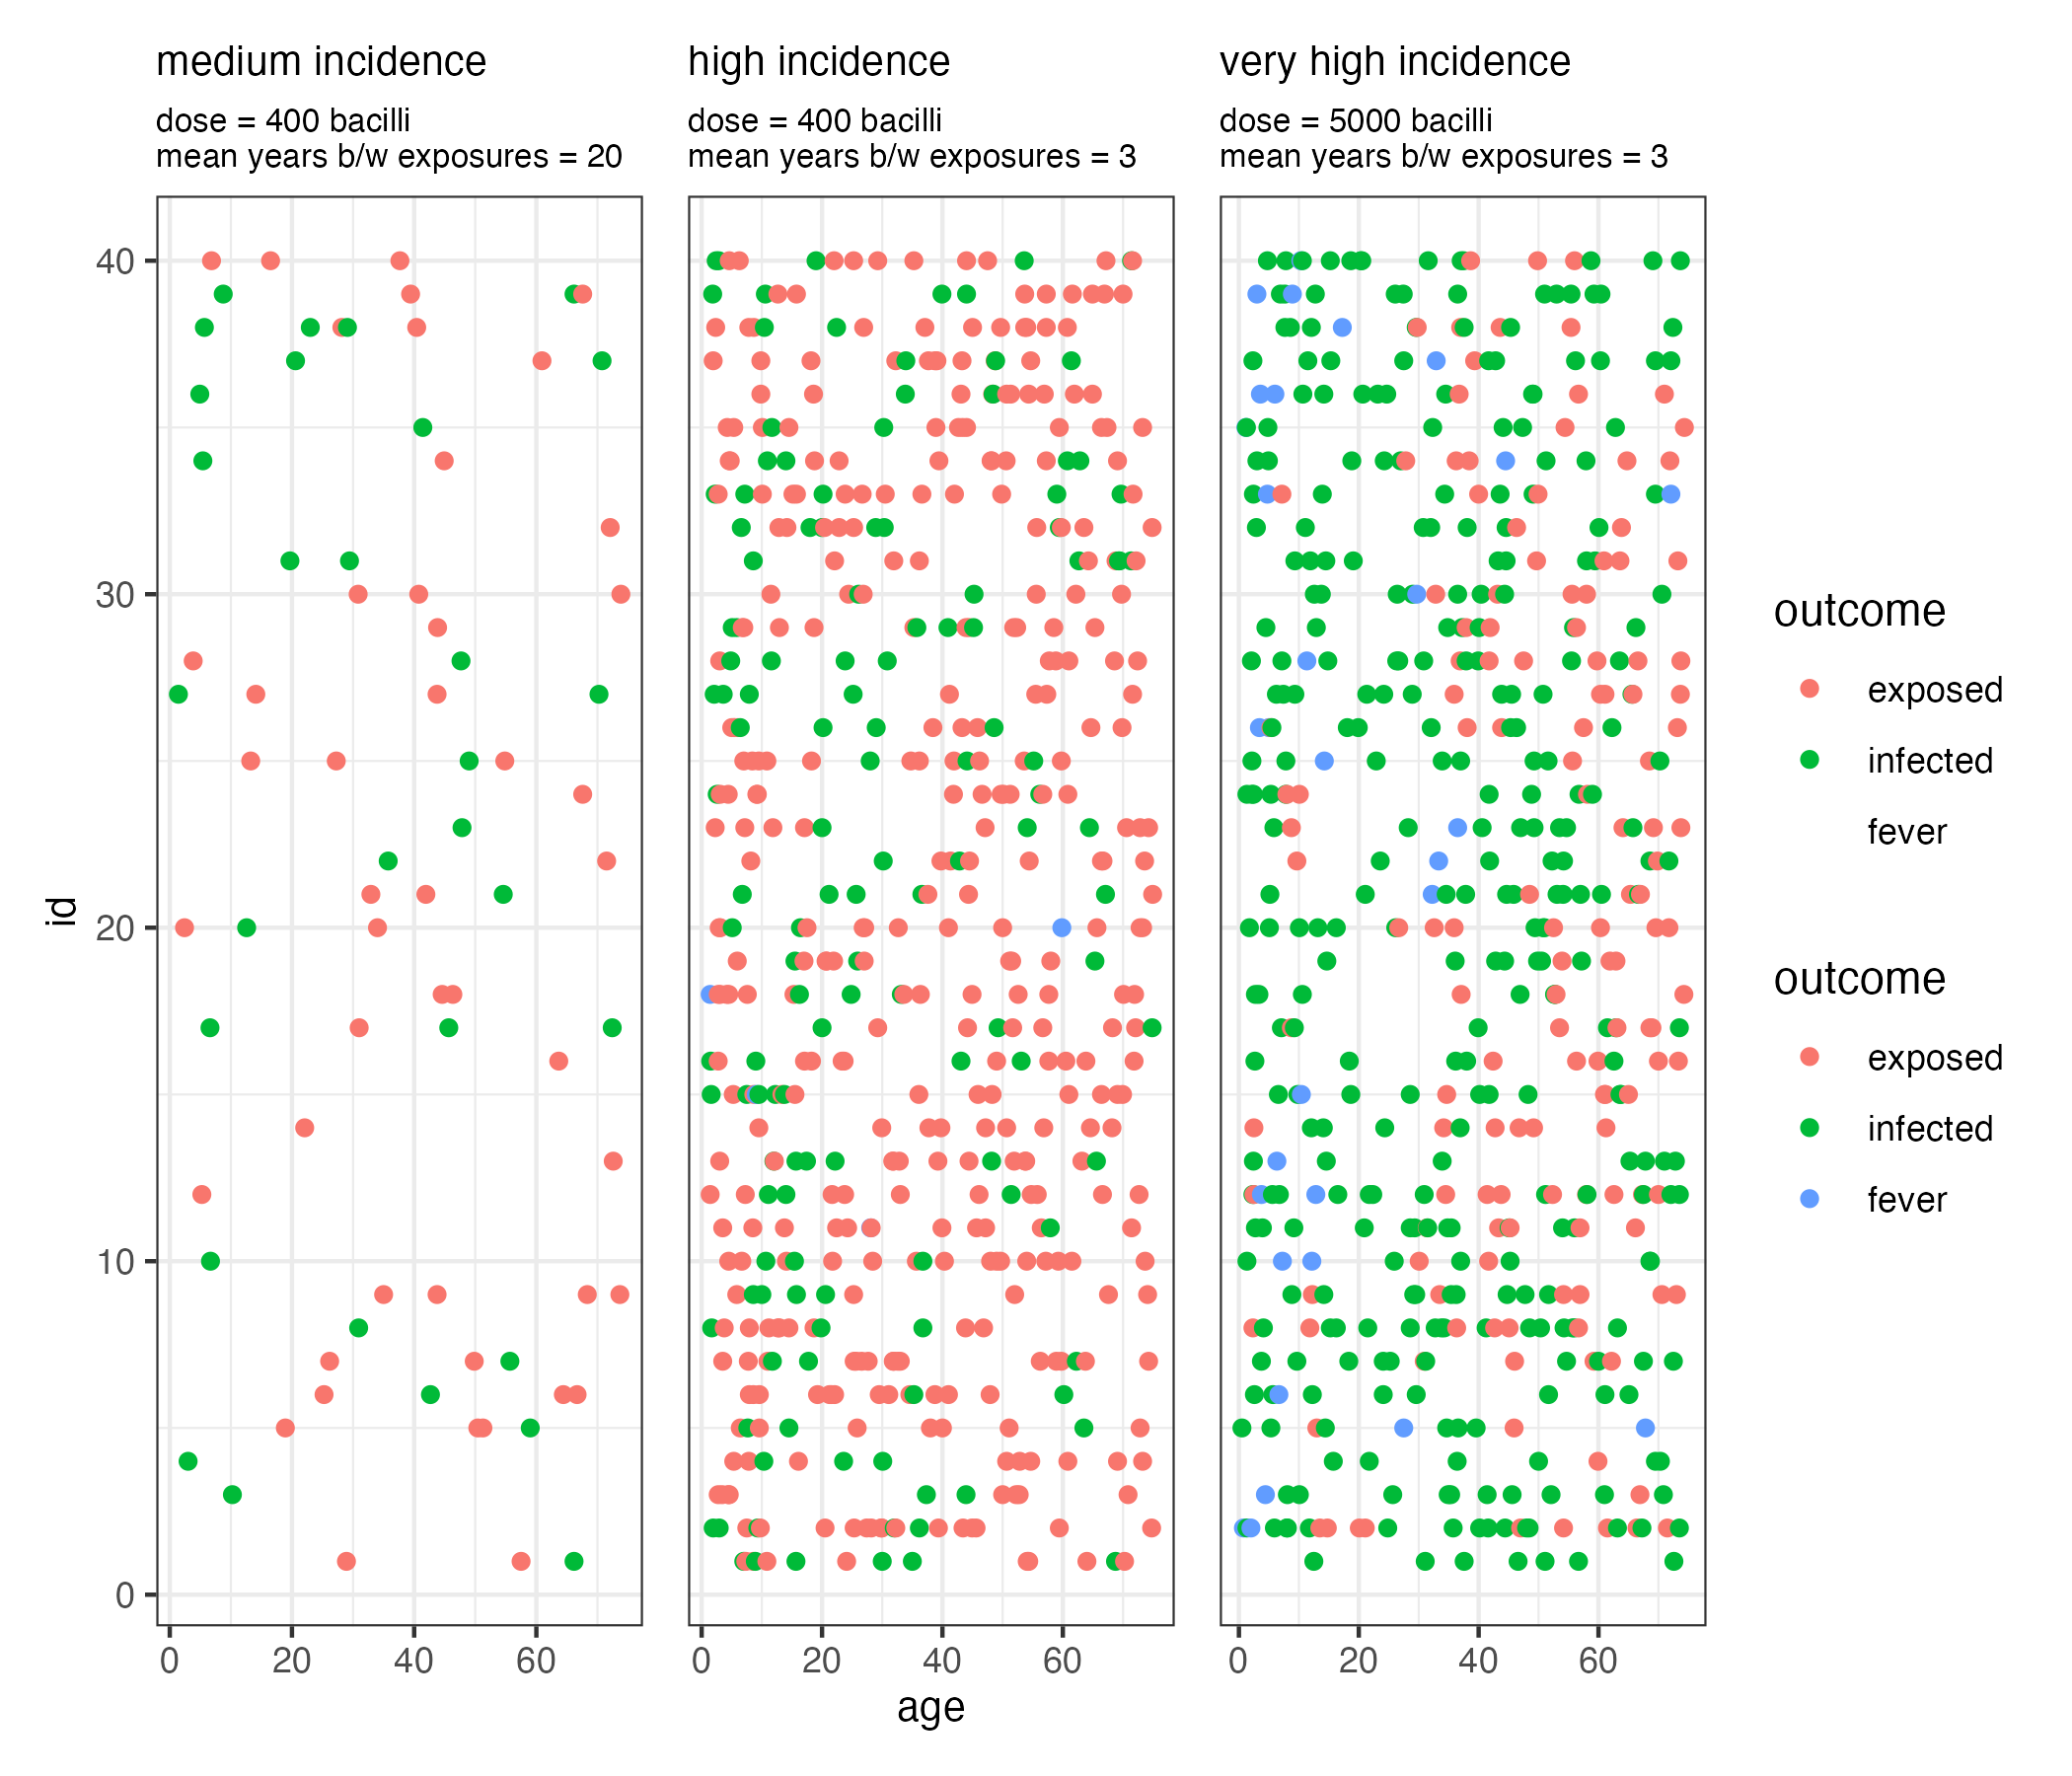 medium incidence
dose = 400 bacilli
mean years b/w exposures = 20
high incidence
dose = 400 bacilli
mean years b/w exposures = 3
very high incidence
dose = 5000 bacilli
mean years b/w exposures = 3
id
40
30
20
10
0
0 20 40 60
0 20 40 60
0 20 40 60
age
outcome
exposed
infected
fever
outcome
exposed
infected
fever